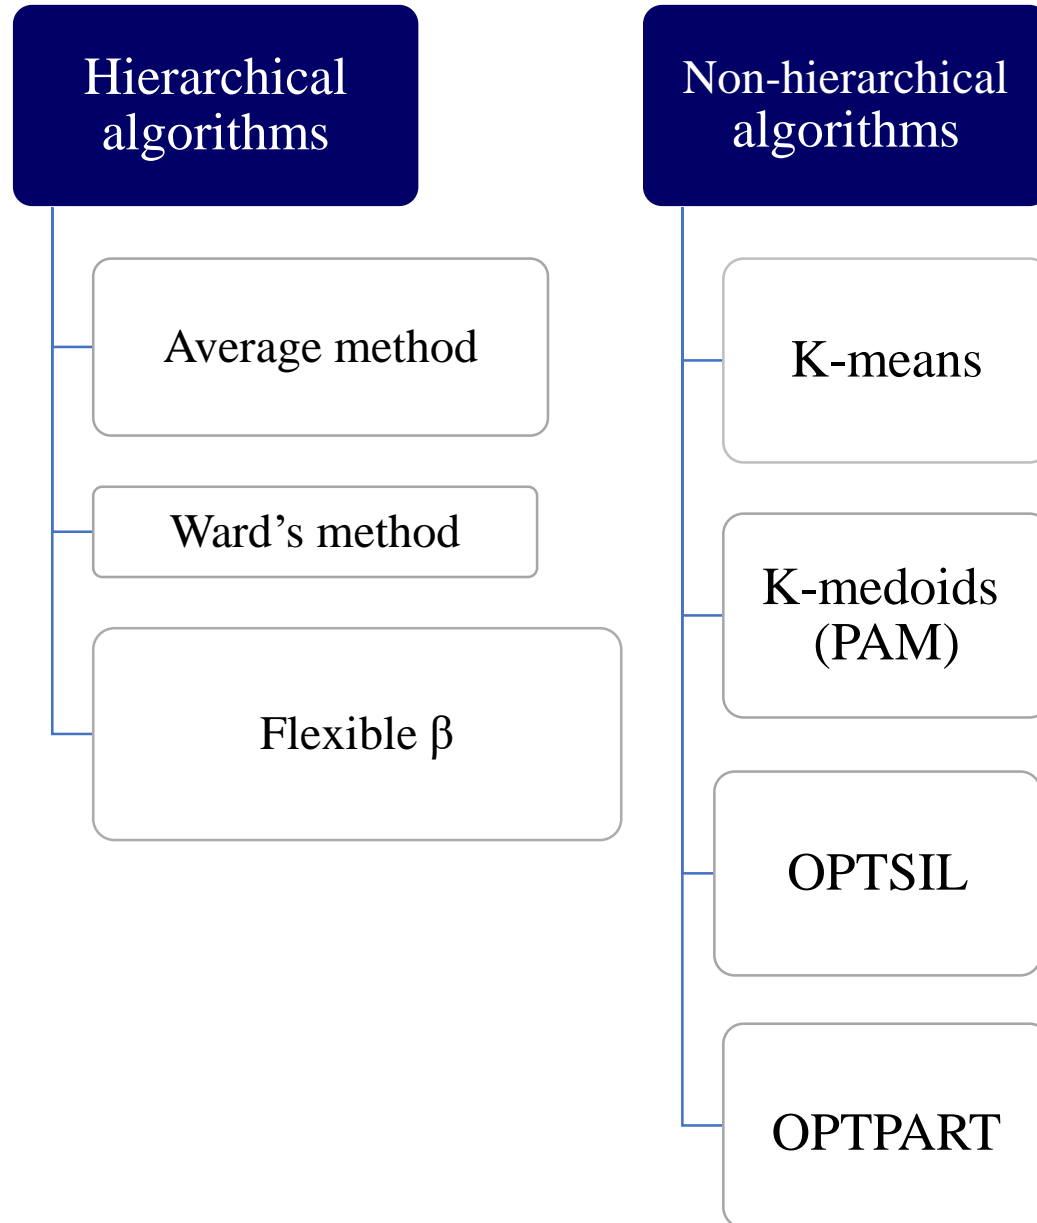 Hierarchical
algorithms
Average method
Ward’s method
Flexible β
Non-hierarchical
algorithms
K-means
K-medoids
(PAM)
OPTSIL
OPTPART